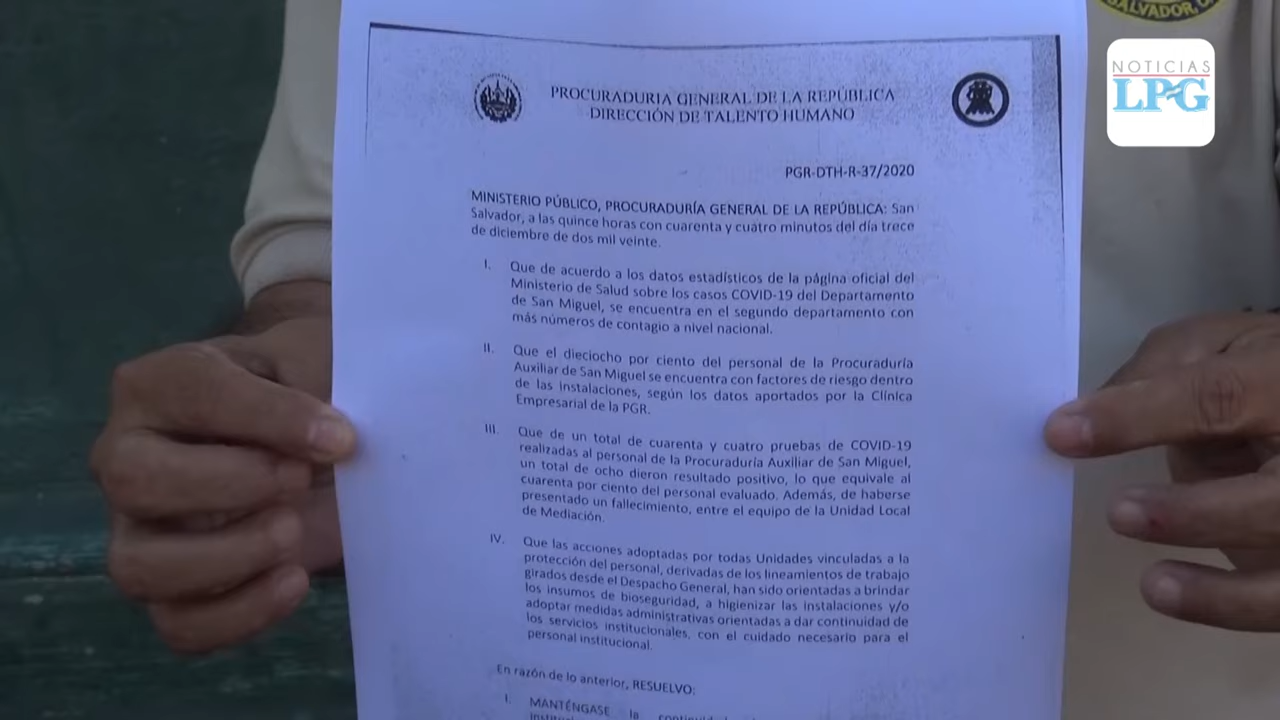 SALVADOR, C.
NOTICIAS
LPG
PROCURADURIA GENERAL DE LA REPÚBLICA
DIRECCIÓN DE TALENTO HUMANO
PGR-DTH-R-37/2020
MINISTERIO PÚBLICO, PROCURADURÍA GENERAL DE LA REPÚBLICA: San
Salvador, a las quince horas con cuarenta y cuatro minutos del día trece
de diciembre de dos mil veinte.
I. Que de acuerdo a los datos estadísticos de la página oficial del
Ministerio de Salud sobre los casos COVID-19 del Departamento
de San Miguel, se encuentra en el segundo departamento con
más números de contagio a nivel nacional.
II. Que el dieciocho por ciento del personal de la Procuraduría
Auxiliar de San Miguel se encuentra con factores de riesgo dentro
de las instalaciones, según los datos aportados por la Clínica
Empresarial de la PGR.
III. Que de un total de cuarenta y cuatro pruebas de COVID-19
realizadas al personal de la Procuraduría Auxiliar de San Miguel,
un total de ocho dieron resultado positivo, lo que equivale al
cuarenta por ciento del personal evaluado. Además, de haberse
presentado un fallecimiento, entre el equipo de la Unidad Local
de Mediación.
IV. Que las acciones adoptadas por todas Unidades vinculadas a la
protección del personal, derivadas de los lineamientos de trabajo
girados desde el Despacho General, han sido orientadas a brindar
los insumos de bioseguridad, a higienizar las instalaciones y/o
adoptar medidas administrativas orientadas a dar continuidad de
los servicios institucionales, con el cuidado necesario para el
personal institucional.
En razón de lo anterior, RESUELVO:
I. MANTÉNGASE la